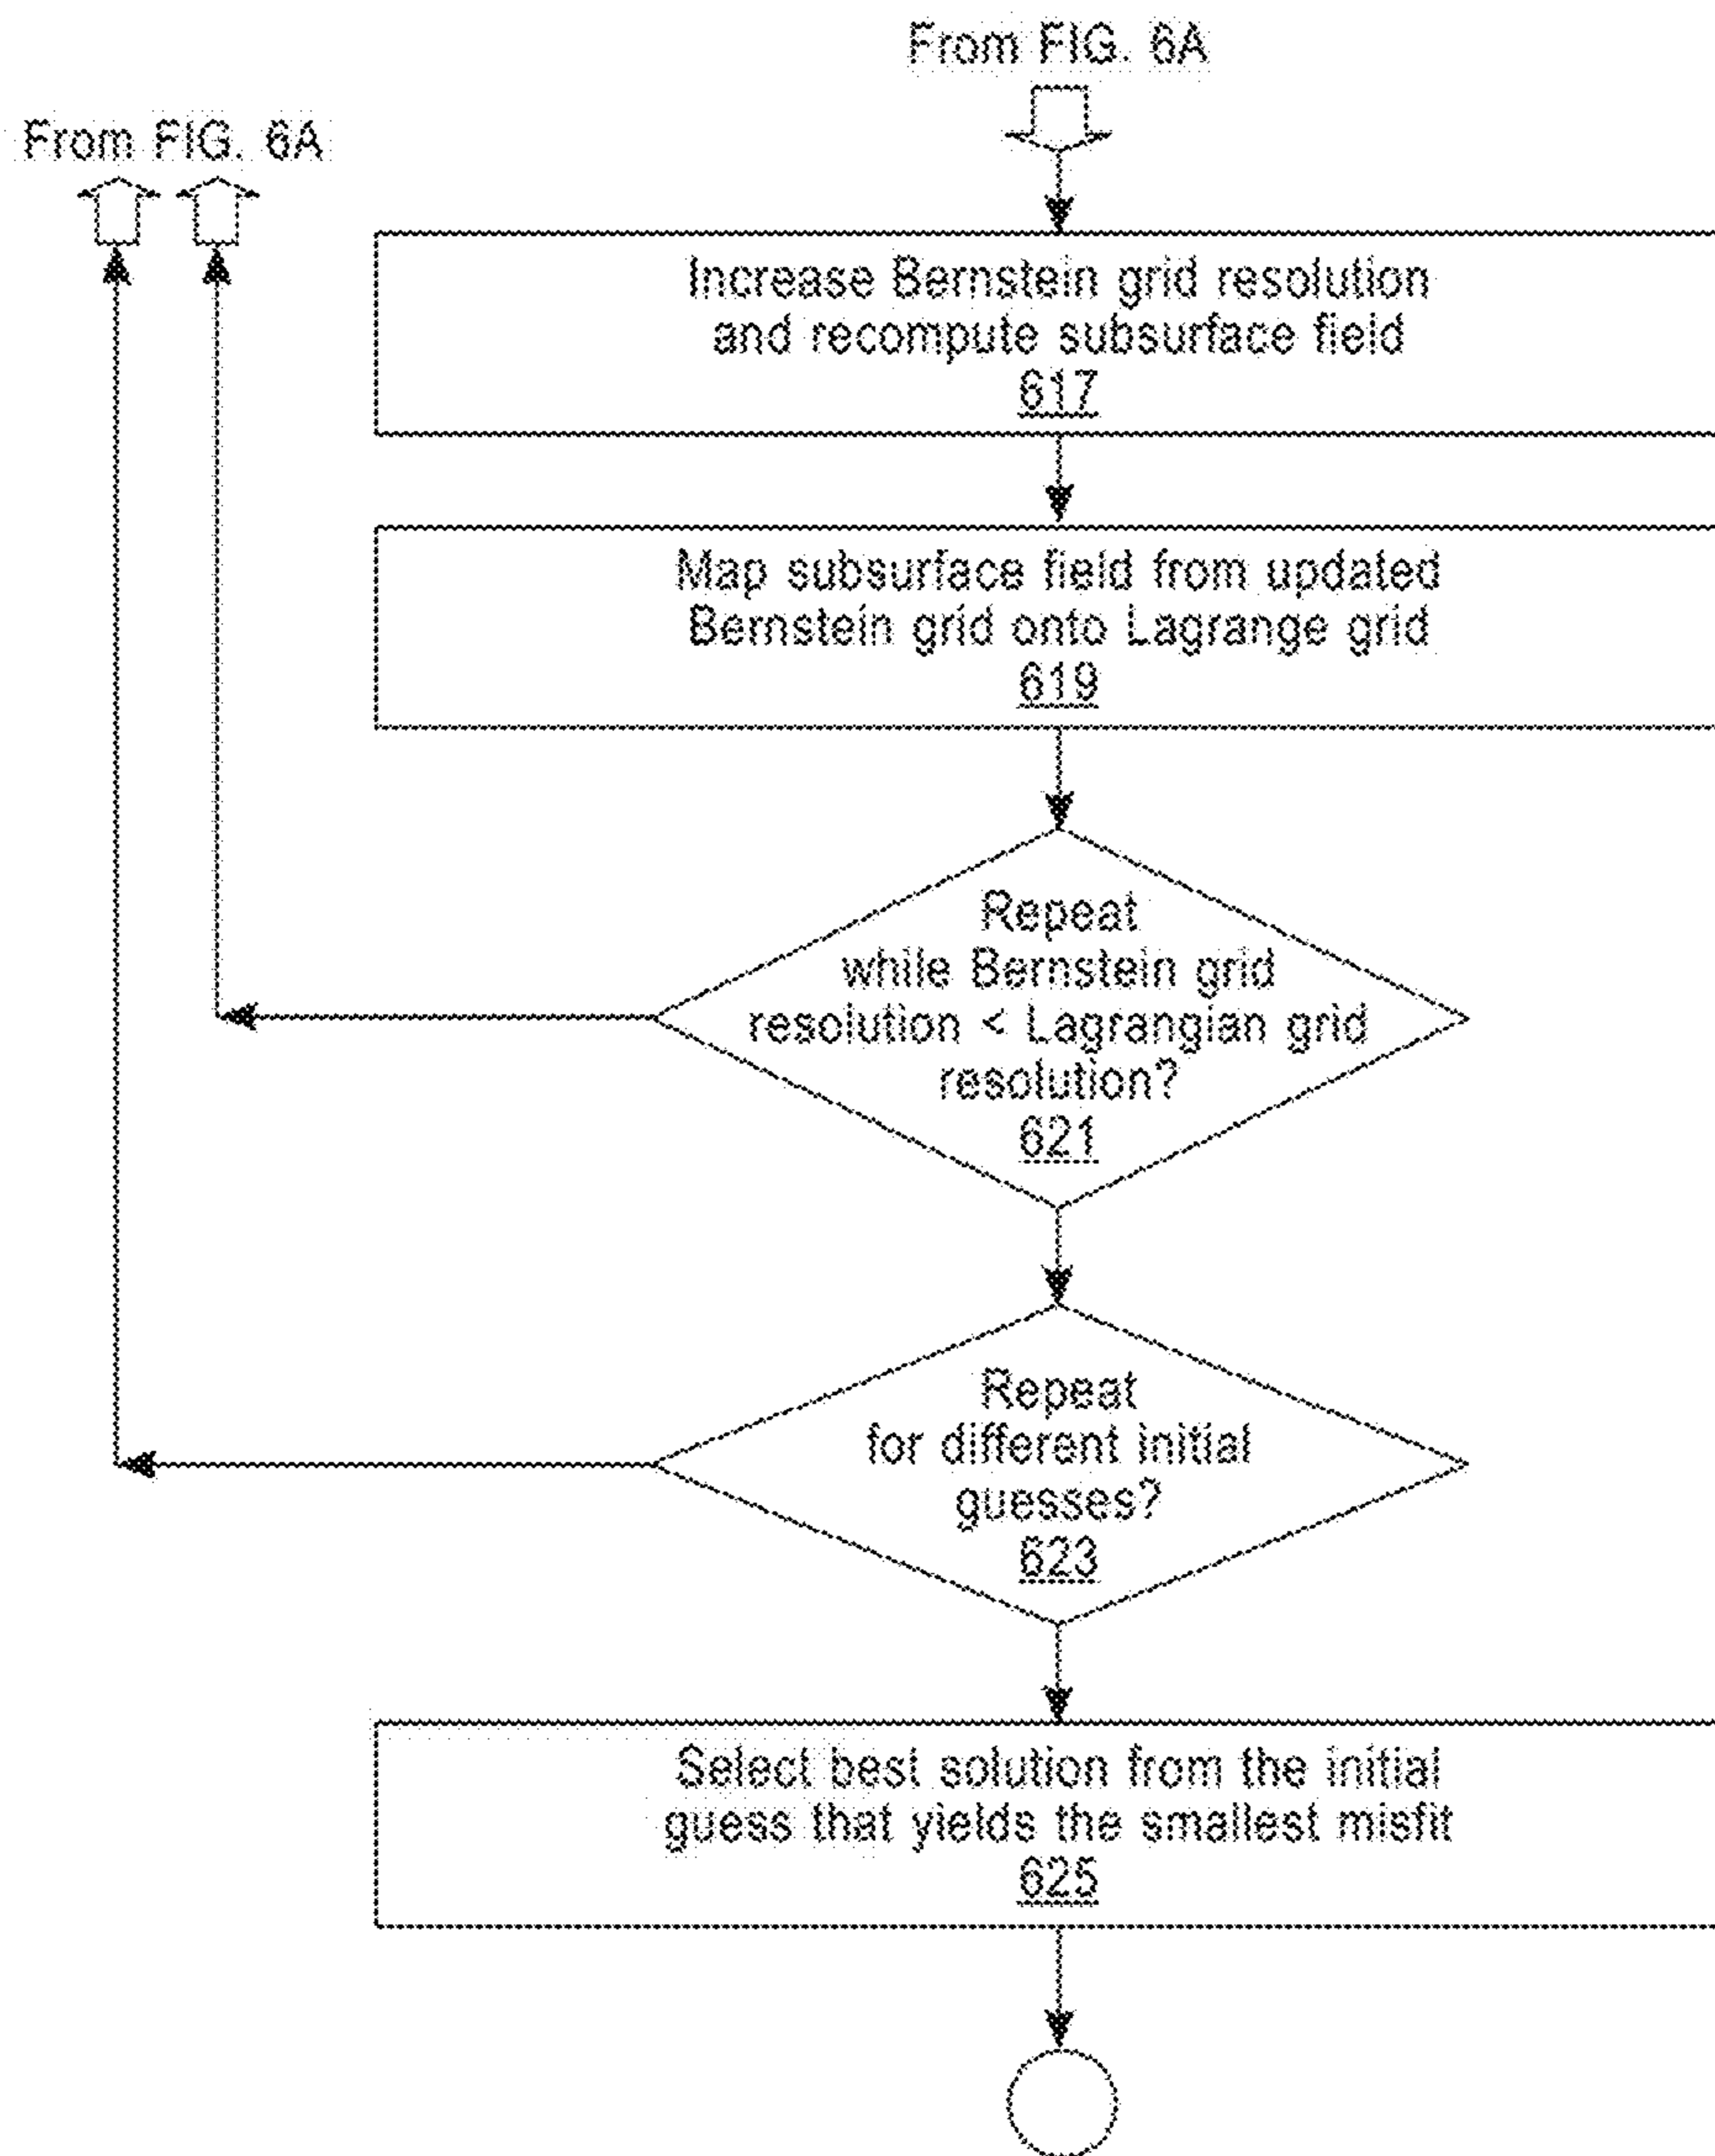 From FIG. 6A
From FIG. 6A
Increase Bernstein grid resolution
and recompute subsurface field
617
Map subsurface field from updated
Bernstein grid onto Lagrange grid
619
Repeat
while Bernstein grid
resolution < Lagrangian grid
resolution?
621
Repeat
for different initial
guesses?
623
Select best solution from the initial
guess that yields the smallest misfit
625